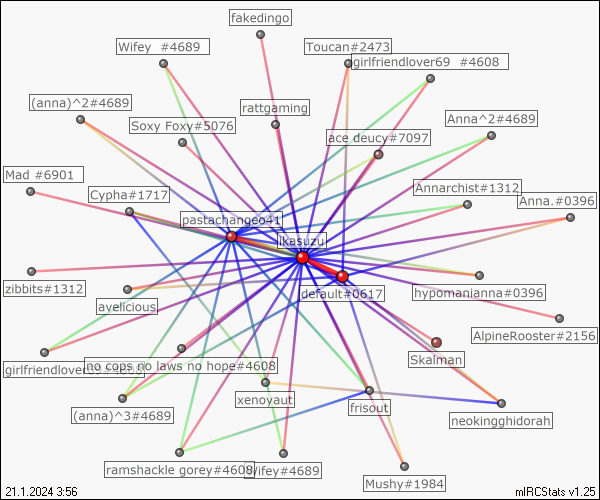 fakedingo
Wifey #4689
Toucan#2473
girlfriendlover69 #4608
(anna)^2#4689
rattgaming
Anna^2#4689
Soxy Foxy#5076
ace deucy#7097
Mad #6901
Cypha#1717
Annarchist#1312
Anna.#0396
pastachangeo41
ikasuzu
zibbits#1312
avelicious
default#0617
hypomanianna#0396
AlpineRooster#2156
girlfriendlover
no cops no laws no hope#4608
Skalman
(anna)^3#4689
xenoyaut
frisout
neokingghidorah
ramshackle gorey#4608
Wifey#4689
Mushy#1984
21.1.2024 3:56
mIRCStats v1.25